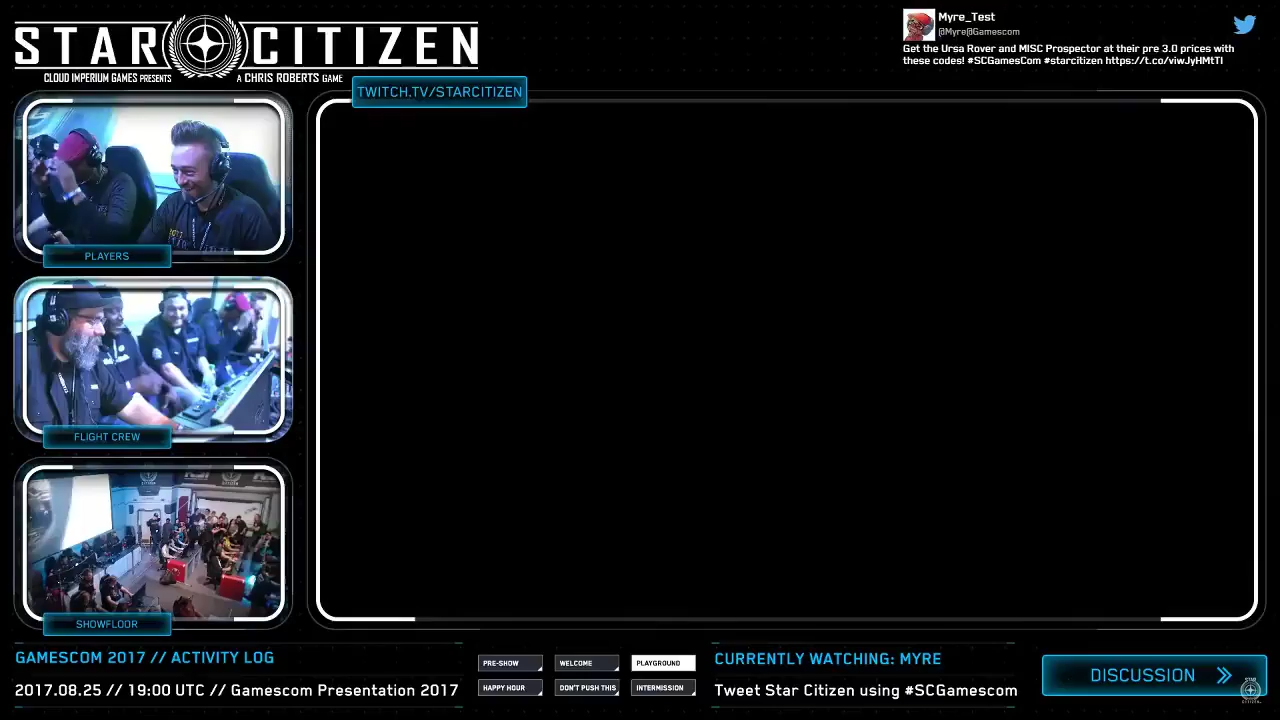 STAR CITIZEN
CLOUD IMPERIUM GAMES PRESENTS
A CHRIS ROBERTS GAME
Myre_Test
@Myre@Gamescom
Get the Ursa Rover and MISC Prospector at their pre 3.0 prices with
these codes! #SCGamesCom #starcitizen https://t.co/viwJyHMtTI
TWITCH.TV/STARCITIZEN
PLAYERS
FLIGHT CREW
SHOWFLOOR
GAMESCOM 2017 // ACTIVITY LOG
2017.08.25 // 19:00 UTC // Gamescom Presentation 2017
PRE-SHOW
WELCOME
PLAYGROUND
HAPPY HOUR
DON'T PUSH THIS
INTERMISSION
CURRENTLY WATCHING: MYRE
Tweet Star Citizen using #SCGamescom
DISCUSSION
STAR
CITIZEN